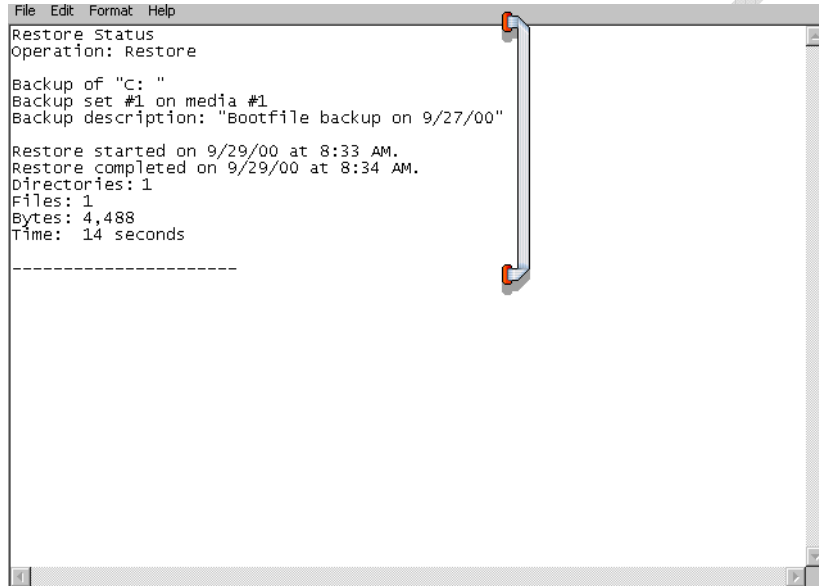 File Edit Format Help
Restore Status
Operation: Restore
Backup of "C: "
Backup set #1 on media #1
Backup description: "Bootfile backup on 9/27/00"
Restore started on 9/29/00 at 8:33 AM.
Restore completed on 9/29/00 at 8:34 AM.
Directories: 1
Files: 1
Bytes: 4,488
Time:  14 seconds
----------------------